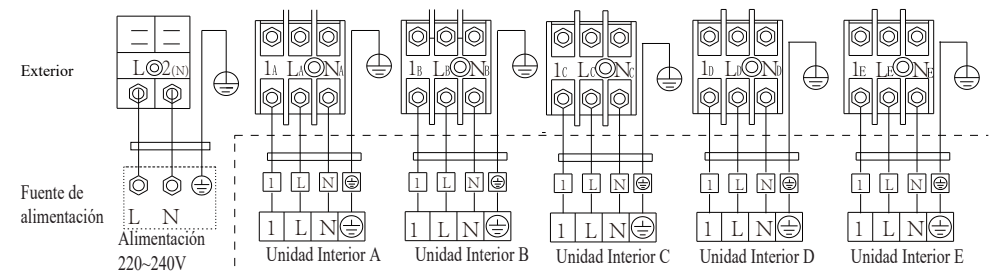 Exterior
L 2(N)
1A LA NA
1B LB NB
1C LC NC
1D LD ND
1E LE NE
Fuente de
alimentación
L N
Alimentación
220~240V
1 L N
1 L N
Unidad Interior A
1 L N
1 L N
Unidad Interior B
1 L N
1 L N
Unidad Interior C
1 L N
1 L N
Unidad Interior D
1 L N
1 L N
Unidad Interior E